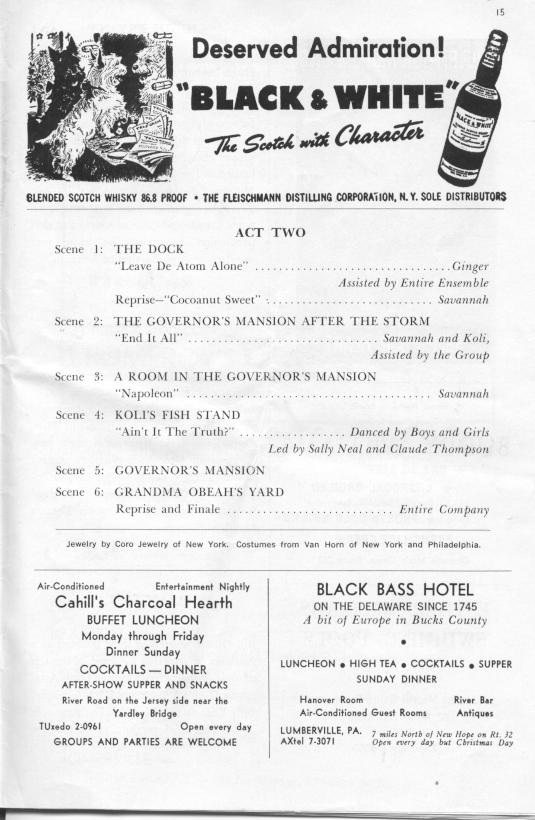 15
Deserved Admiration!
"BLACK & WHITE"
The Scotch with Character
BLACK & WHITE
BLENDED SCOTCH WHISKY 86.8 PROOF • THE FLEISCHMANN DISTILLING CORPORATION, N. Y. SOLE DISTRIBUTORS
ACT TWO
Scene 1: THE DOCK
"Leave De Atom Alone" ................................ Ginger
Assisted by Entire Ensemble
Reprise—"Cocoanut Sweet" ........................... Savannah
Scene 2: THE GOVERNOR'S MANSION AFTER THE STORM
"End It All" ............................... Savannah and Koli,
Assisted by the Group
Scene 3: A ROOM IN THE GOVERNOR'S MANSION
"Napoleon" ........................................ Savannah
Scene 4: KOLI'S FISH STAND
"Ain't It The Truth?" .................. Danced by Boys and Girls
Led by Sally Neal and Claude Thompson
Scene 5: GOVERNOR'S MANSION
Scene 6: GRANDMA OBEAH'S YARD
Reprise and Finale ........................... Entire Company
Jewelry by Coro Jewelry of New York. Costumes from Van Horn of New York and Philadelphia.
Air-Conditioned Entertainment Nightly
Cahill's Charcoal Hearth
BUFFET LUNCHEON
Monday through Friday
Dinner Sunday
COCKTAILS — DINNER
AFTER-SHOW SUPPER AND SNACKS
River Road on the Jersey side near the
Yardley Bridge
TUxedo 2-0961 Open every day
GROUPS AND PARTIES ARE WELCOME
BLACK BASS HOTEL
ON THE DELAWARE SINCE 1745
A bit of Europe in Bucks County
•
LUNCHEON • HIGH TEA • COCKTAILS • SUPPER
SUNDAY DINNER
Hanover Room River Bar
Air-Conditioned Guest Rooms Antiques
LUMBERVILLE, PA. 7 miles North of New Hope on Rt. 32
AXtel 7-3071 Open every day but Christmas Day